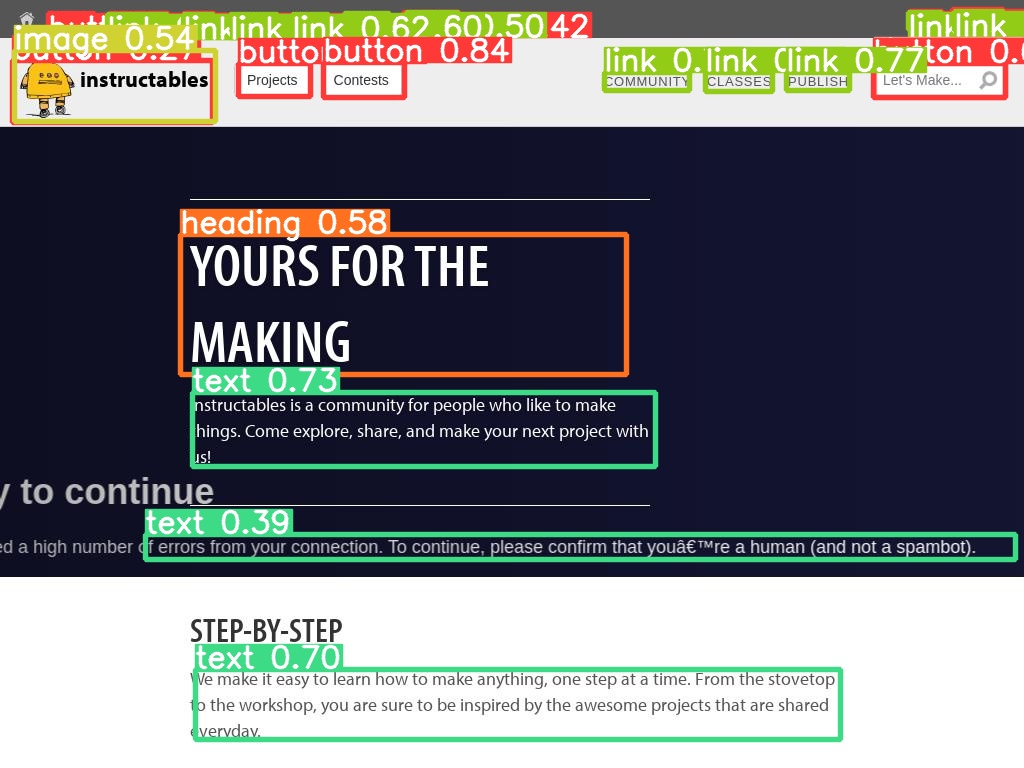 image 0.54
button 0.27
link 0.62
0.60)
0.50
42
instructables
button
Projects
button 0.84
Contests
link 0.
COMMUNITY
link
CLASSES
link 0.77
PUBLISH
link
link
Let's Make...
heading 0.58
YOURS FOR THE
MAKING
text 0.73
Instructables is a community for people who like to make
things. Come explore, share, and make your next project with
us!
y to continue
text 0.39
ed a high number of errors from your connection. To continue, please confirm that youâ€™re a human (and not a spambot).
STEP-BY-STEP
text 0.70
We make it easy to learn how to make anything, one step at a time. From the stovetop
to the workshop, you are sure to be inspired by the awesome projects that are shared
everyday.